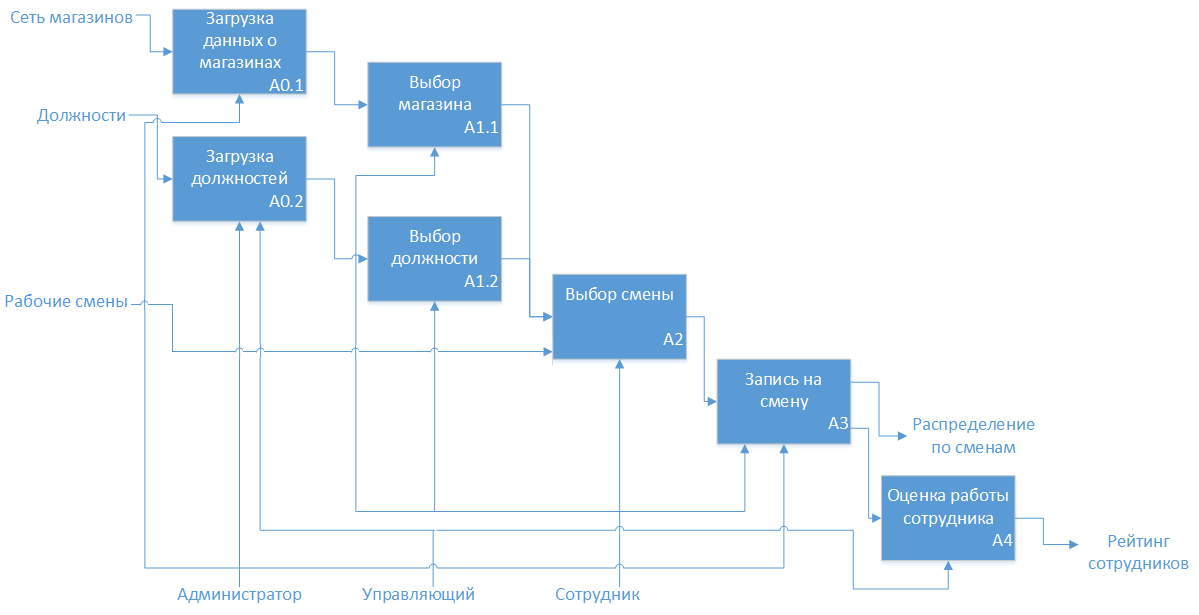 Сеть магазинов
Загрузка
данных о
магазинах
A0.1
Выбор
магазина
A1.1
Должности
Загрузка
должностей
A0.2
Выбор
должности
A1.2
Рабочие смены
Выбор смены
A2
Запись на
смену
A3
Распределение
по сменам
Оценка работы
сотрудника
A4
Рейтинг
сотрудников
Администратор
Управляющий
Сотрудник